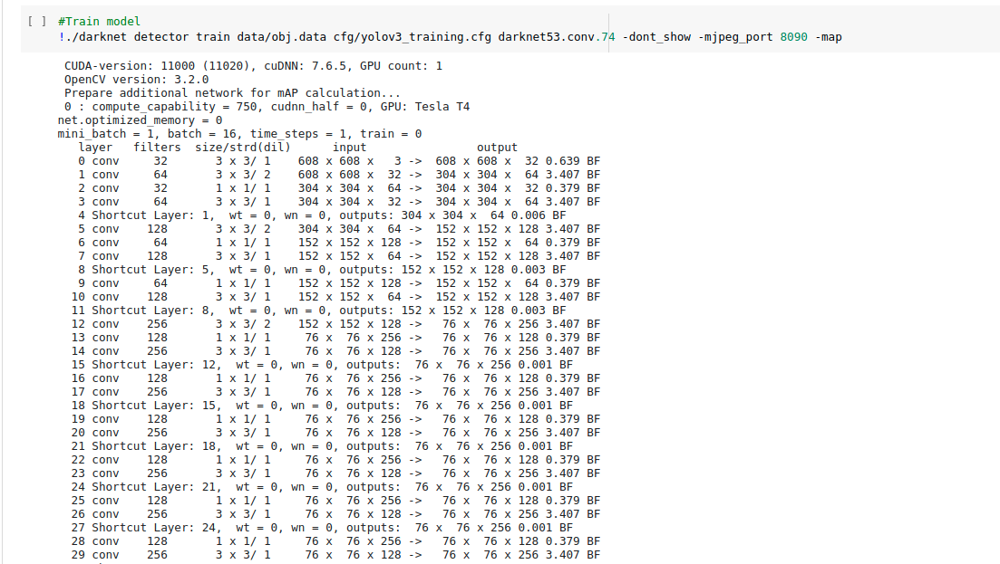 [ ] #Train model
!./darknet detector train data/obj.data cfg/yolov3_training.cfg darknet53.conv.74 -dont_show -mjpeg_port 8090 -map
CUDA-version: 11000 (11020), cuDNN: 7.6.5, GPU count: 1
OpenCV version: 3.2.0
Prepare additional network for mAP calculation...
0 : compute_capability = 750, cudnn_half = 0, GPU: Tesla T4
net.optimized_memory = 0
mini_batch = 1, batch = 16, time_steps = 1, train = 0
layer   filters  size/strd(dil)      input                output
0 conv     32       3 x 3/ 1    608 x 608 x   3 ->  608 x 608 x  32 0.639 BF
1 conv     64       3 x 3/ 2    608 x 608 x  32 ->  304 x 304 x  64 3.407 BF
2 conv     32       1 x 1/ 1    304 x 304 x  64 ->  304 x 304 x  32 0.379 BF
3 conv     64       3 x 3/ 1    304 x 304 x  32 ->  304 x 304 x  64 3.407 BF
4 Shortcut Layer: 1,  wt = 0, wn = 0, outputs: 304 x 304 x  64 0.006 BF
5 conv    128       3 x 3/ 2    304 x 304 x  64 ->  152 x 152 x 128 3.407 BF
6 conv     64       1 x 1/ 1    152 x 152 x 128 ->  152 x 152 x  64 0.379 BF
7 conv    128       3 x 3/ 1    152 x 152 x  64 ->  152 x 152 x 128 3.407 BF
8 Shortcut Layer: 5,  wt = 0, wn = 0, outputs: 152 x 152 x 128 0.003 BF
9 conv     64       1 x 1/ 1    152 x 152 x 128 ->  152 x 152 x  64 0.379 BF
10 conv    128       3 x 3/ 1    152 x 152 x  64 ->  152 x 152 x 128 3.407 BF
11 Shortcut Layer: 8,  wt = 0, wn = 0, outputs: 152 x 152 x 128 0.003 BF
12 conv    256       3 x 3/ 2    152 x 152 x 128 ->   76 x  76 x 256 3.407 BF
13 conv    128       1 x 1/ 1     76 x  76 x 256 ->   76 x  76 x 128 0.379 BF
14 conv    256       3 x 3/ 1     76 x  76 x 128 ->   76 x  76 x 256 3.407 BF
15 Shortcut Layer: 12,  wt = 0, wn = 0, outputs:  76 x  76 x 256 0.001 BF
16 conv    128       1 x 1/ 1     76 x  76 x 256 ->   76 x  76 x 128 0.379 BF
17 conv    256       3 x 3/ 1     76 x  76 x 128 ->   76 x  76 x 256 3.407 BF
18 Shortcut Layer: 15,  wt = 0, wn = 0, outputs:  76 x  76 x 256 0.001 BF
19 conv    128       1 x 1/ 1     76 x  76 x 256 ->   76 x  76 x 128 0.379 BF
20 conv    256       3 x 3/ 1     76 x  76 x 128 ->   76 x  76 x 256 3.407 BF
21 Shortcut Layer: 18,  wt = 0, wn = 0, outputs:  76 x  76 x 256 0.001 BF
22 conv    128       1 x 1/ 1     76 x  76 x 256 ->   76 x  76 x 128 0.379 BF
23 conv    256       3 x 3/ 1     76 x  76 x 128 ->   76 x  76 x 256 3.407 BF
24 Shortcut Layer: 21,  wt = 0, wn = 0, outputs:  76 x  76 x 256 0.001 BF
25 conv    128       1 x 1/ 1     76 x  76 x 256 ->   76 x  76 x 128 0.379 BF
26 conv    256       3 x 3/ 1     76 x  76 x 128 ->   76 x  76 x 256 3.407 BF
27 Shortcut Layer: 24,  wt = 0, wn = 0, outputs:  76 x  76 x 256 0.001 BF
28 conv    128       1 x 1/ 1     76 x  76 x 256 ->   76 x  76 x 128 0.379 BF
29 conv    256       3 x 3/ 1     76 x  76 x 128 ->   76 x  76 x 256 3.407 BF